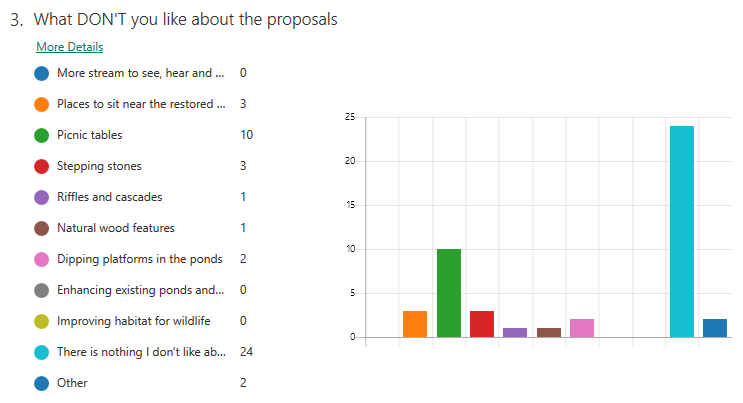 3. What DON'T you like about the proposals
More Details
More stream to see, hear and ... 0
Places to sit near the restored ... 3
Picnic tables 10
Stepping stones 3
Riffles and cascades 1
Natural wood features 1
Dipping platforms in the ponds 2
Enhancing existing ponds and... 0
Improving habitat for wildlife 0
There is nothing I don't like ab... 24
Other 2
25
20
15
10
5
0